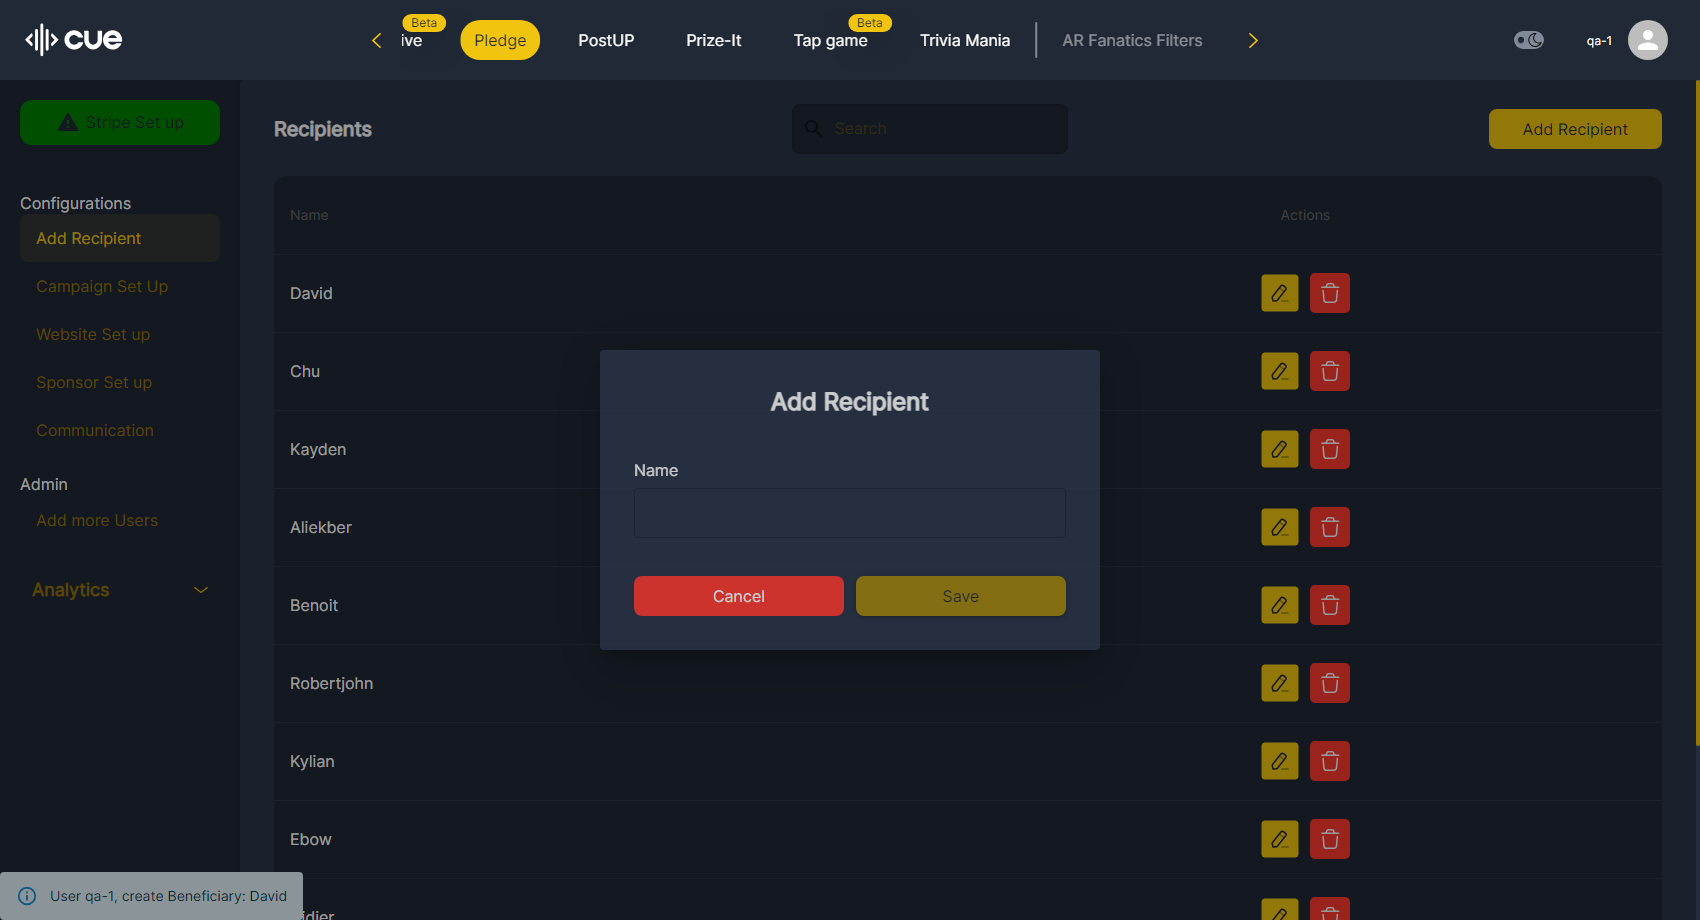 cue
ive
Beta
Pledge
PostUP
Prize-It
Tap game
Beta
Trivia Mania
AR Fanatics Filters
qa-1
Stripe Set up
Configurations
Add Recipient
Campaign Set Up
Website Set up
Sponsor Set up
Communication
Admin
Add more Users
Analytics
Recipients
Search
Add Recipient
Name
Actions
David
Chu
Kayden
Aliekber
Benoit
Robertjohn
Kylian
Ebow
idier
Add Recipient
Name
Cancel
Save
User qa-1, create Beneficiary: David